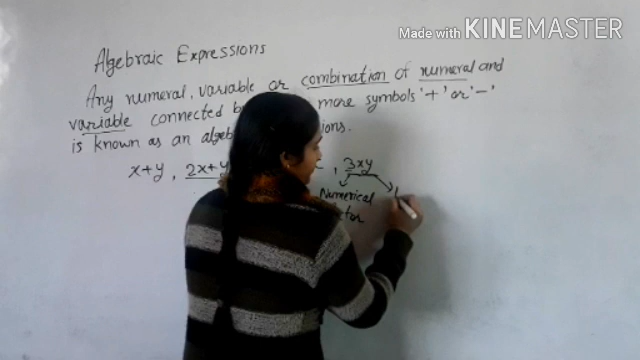 Made with KINEMASTER
Algebraic Expressions
Any numeral, variable or combination of numeral and
variable connected by more symbols '+' or '-'
is known as an ions.
x+y, 2x+y , 3xy
Numerical